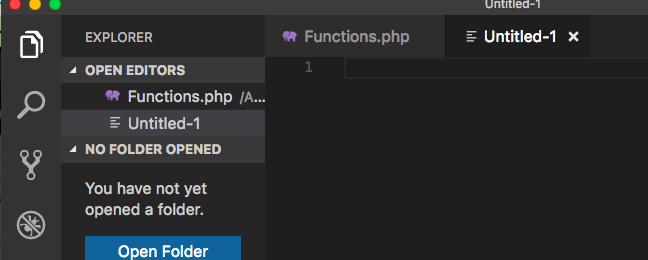 Untitled-1
EXPLORER
Functions.php
Untitled-1
OPEN EDITORS
Functions.php /A...
Untitled-1
NO FOLDER OPENED
You have not yet
opened a folder.
Open Folder
1